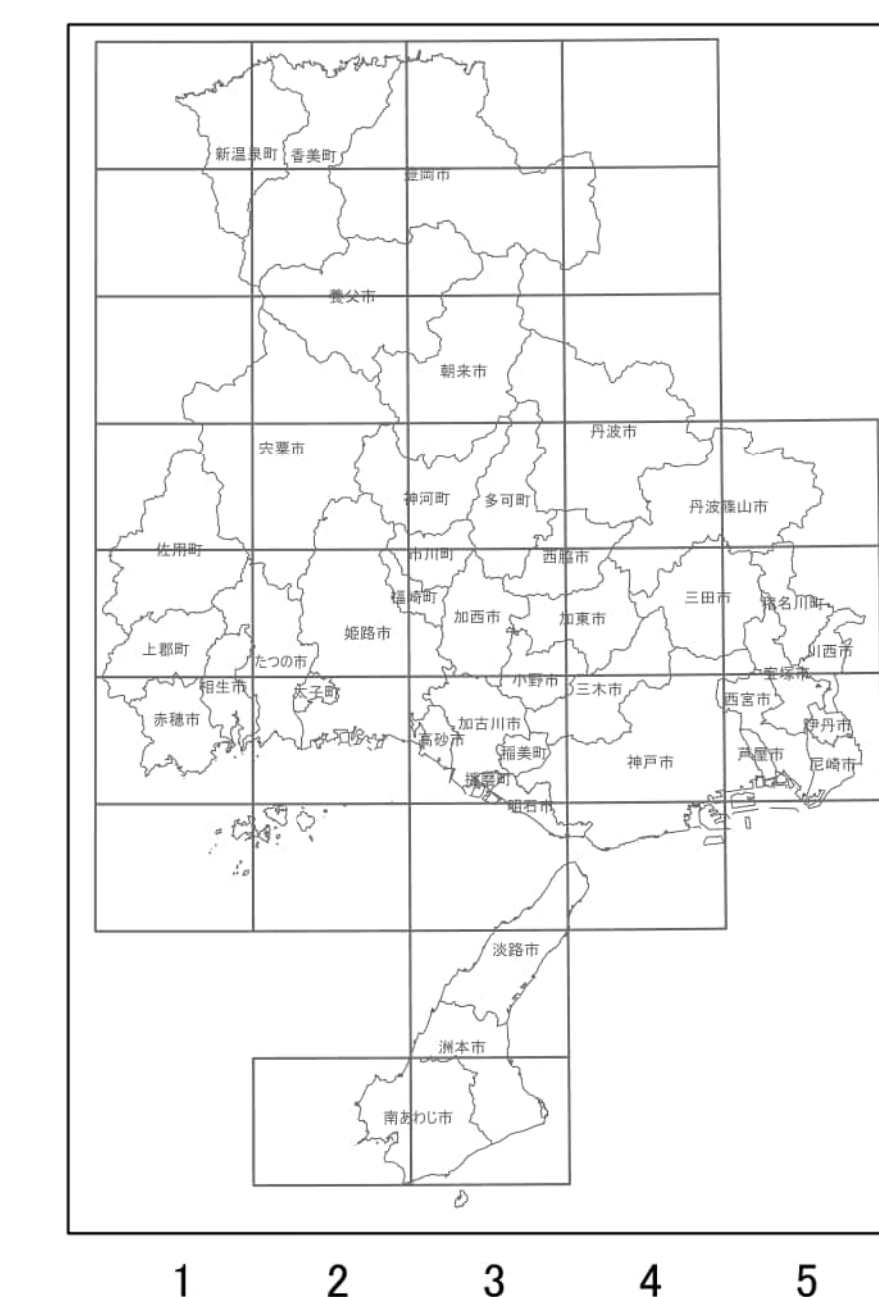 新温泉町
香美町
豊岡市
養父市
朝来市
丹波市
宍粟市
神河町
多可町
丹波篠山市
佐用町
市川町
西脇市
福崎町
加西市
加東市
三田市
猪名川町
姫路市
上郡町
たつの市
川西市
宝塚市
相生市
太子町
小野市
三木市
西宮市
赤穂市
加古川市
高砂市
稲美町
伊丹市
神戸市
芦屋市
尼崎市
播磨町
明石市
淡路市
洲本市
南あわじ市
1 2 3 4 5